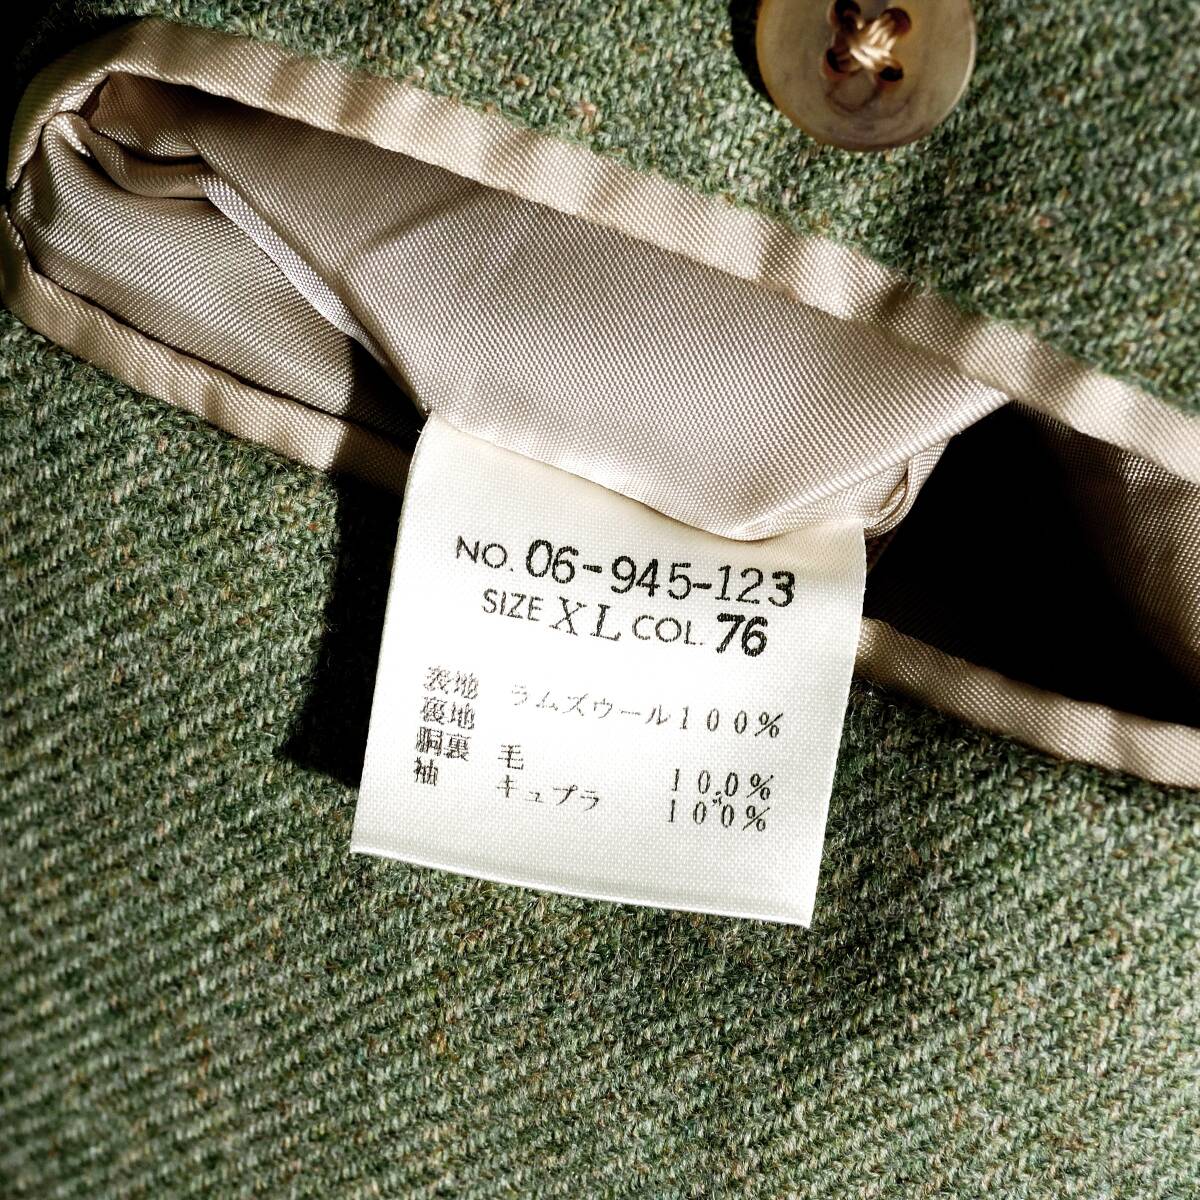 NO. 06-945-123
SIZE XL COL. 76
表地 ラムズウール100%
裏地
胴裏 毛 100%
袖 キュプラ 100%